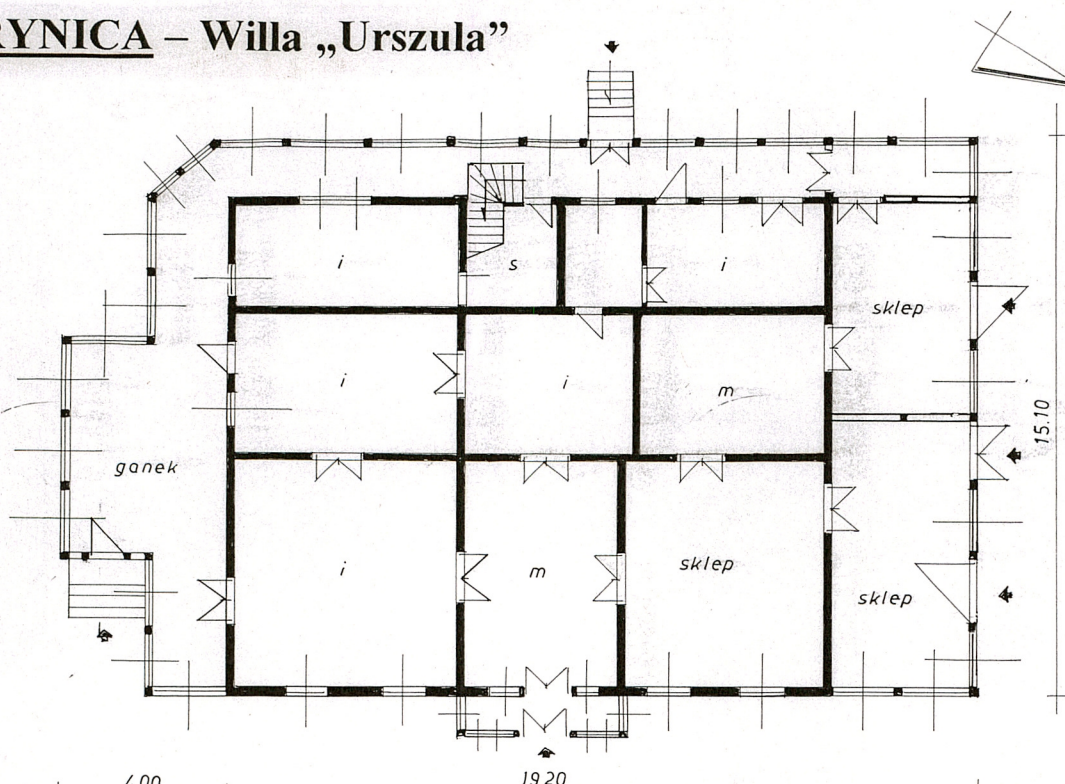 RYNICA – Willa „Urszula”
i
s
i
sklep
i
i
m
15.10
ganek
i
m
sklep
sklep
4.00
19.20